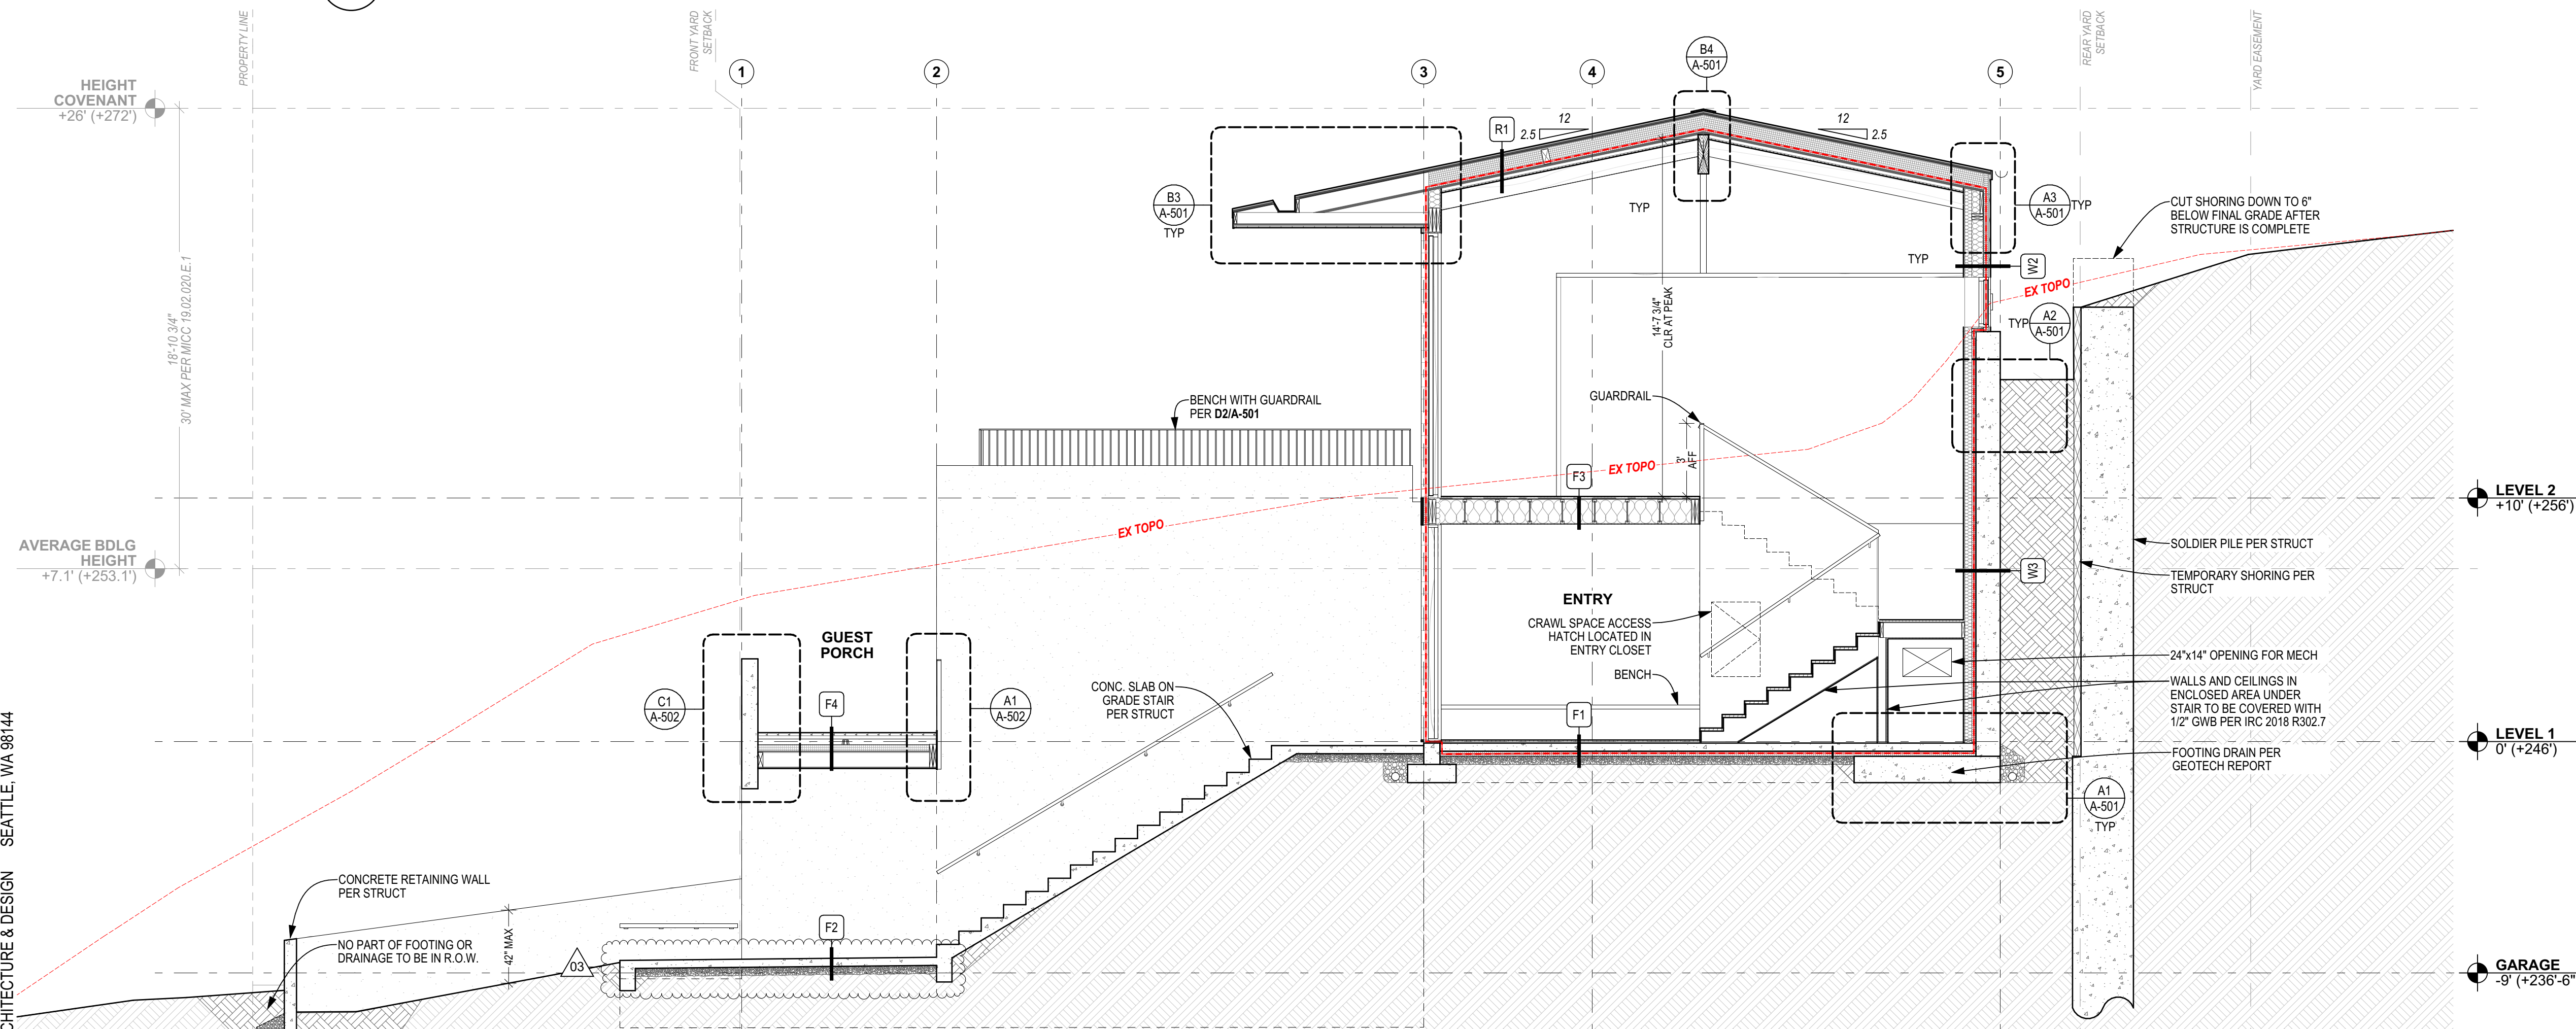 PROPERTY LINE
FRONT YARD
SETBACK
REAR YARD
SETBACK
YARD EASEMENT
1
2
3
4
5
B4
A-501
HEIGHT
COVENANT
+26' (+272')
12
2.5
12
2.5
R1
B3
A-501
TYP
A3
A-501
TYP
TYP
TYP
W2
CUT SHORING DOWN TO 6"
BELOW FINAL GRADE AFTER
STRUCTURE IS COMPLETE
18'-10 3/4"
30' MAX PER MICC 19.02.020.E.1
14'-7 3/4"
CLR AT PEAK
EX TOPO
TYP
A2
A-501
BENCH WITH GUARDRAIL
PER D2/A-501
GUARDRAIL
3'
AFF
EX TOPO
F3
LEVEL 2
+10' (+256')
EX TOPO
AVERAGE BDLG
HEIGHT
+7.1' (+253.1')
SOLDIER PILE PER STRUCT
W3
TEMPORARY SHORING PER
STRUCT
ENTRY
CRAWL SPACE ACCESS
HATCH LOCATED IN
ENTRY CLOSET
BENCH
GUEST
PORCH
24"x14" OPENING FOR MECH
WALLS AND CEILINGS IN
ENCLOSED AREA UNDER
STAIR TO BE COVERED WITH
1/2" GWB PER IRC 2018 R302.7
C1
A-502
F4
A1
A-502
CONC. SLAB ON
GRADE STAIR
PER STRUCT
F1
LEVEL 1
0' (+246')
FOOTING DRAIN PER
GEOTECH REPORT
A1
A-501
TYP
CONCRETE RETAINING WALL
PER STRUCT
NO PART OF FOOTING OR
DRAINAGE TO BE IN R.O.W.
42" MAX
03
F2
GARAGE
-9' (+236'-6"
CHITECTURE & DESIGN SEATTLE, WA 98144